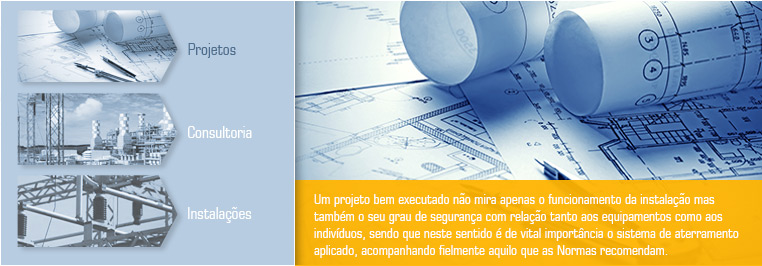 Projetos
Consultoria
Instalações
Um projeto bem executado não mira apenas o funcionamento da instalação mas
também o seu grau de segurança com relação tanto aos equipamentos como aos
indivíduos, sendo que neste sentido é de vital importância o sistema de aterramento
aplicado, acompanhando fielmente aquilo que as Normas recomendam.